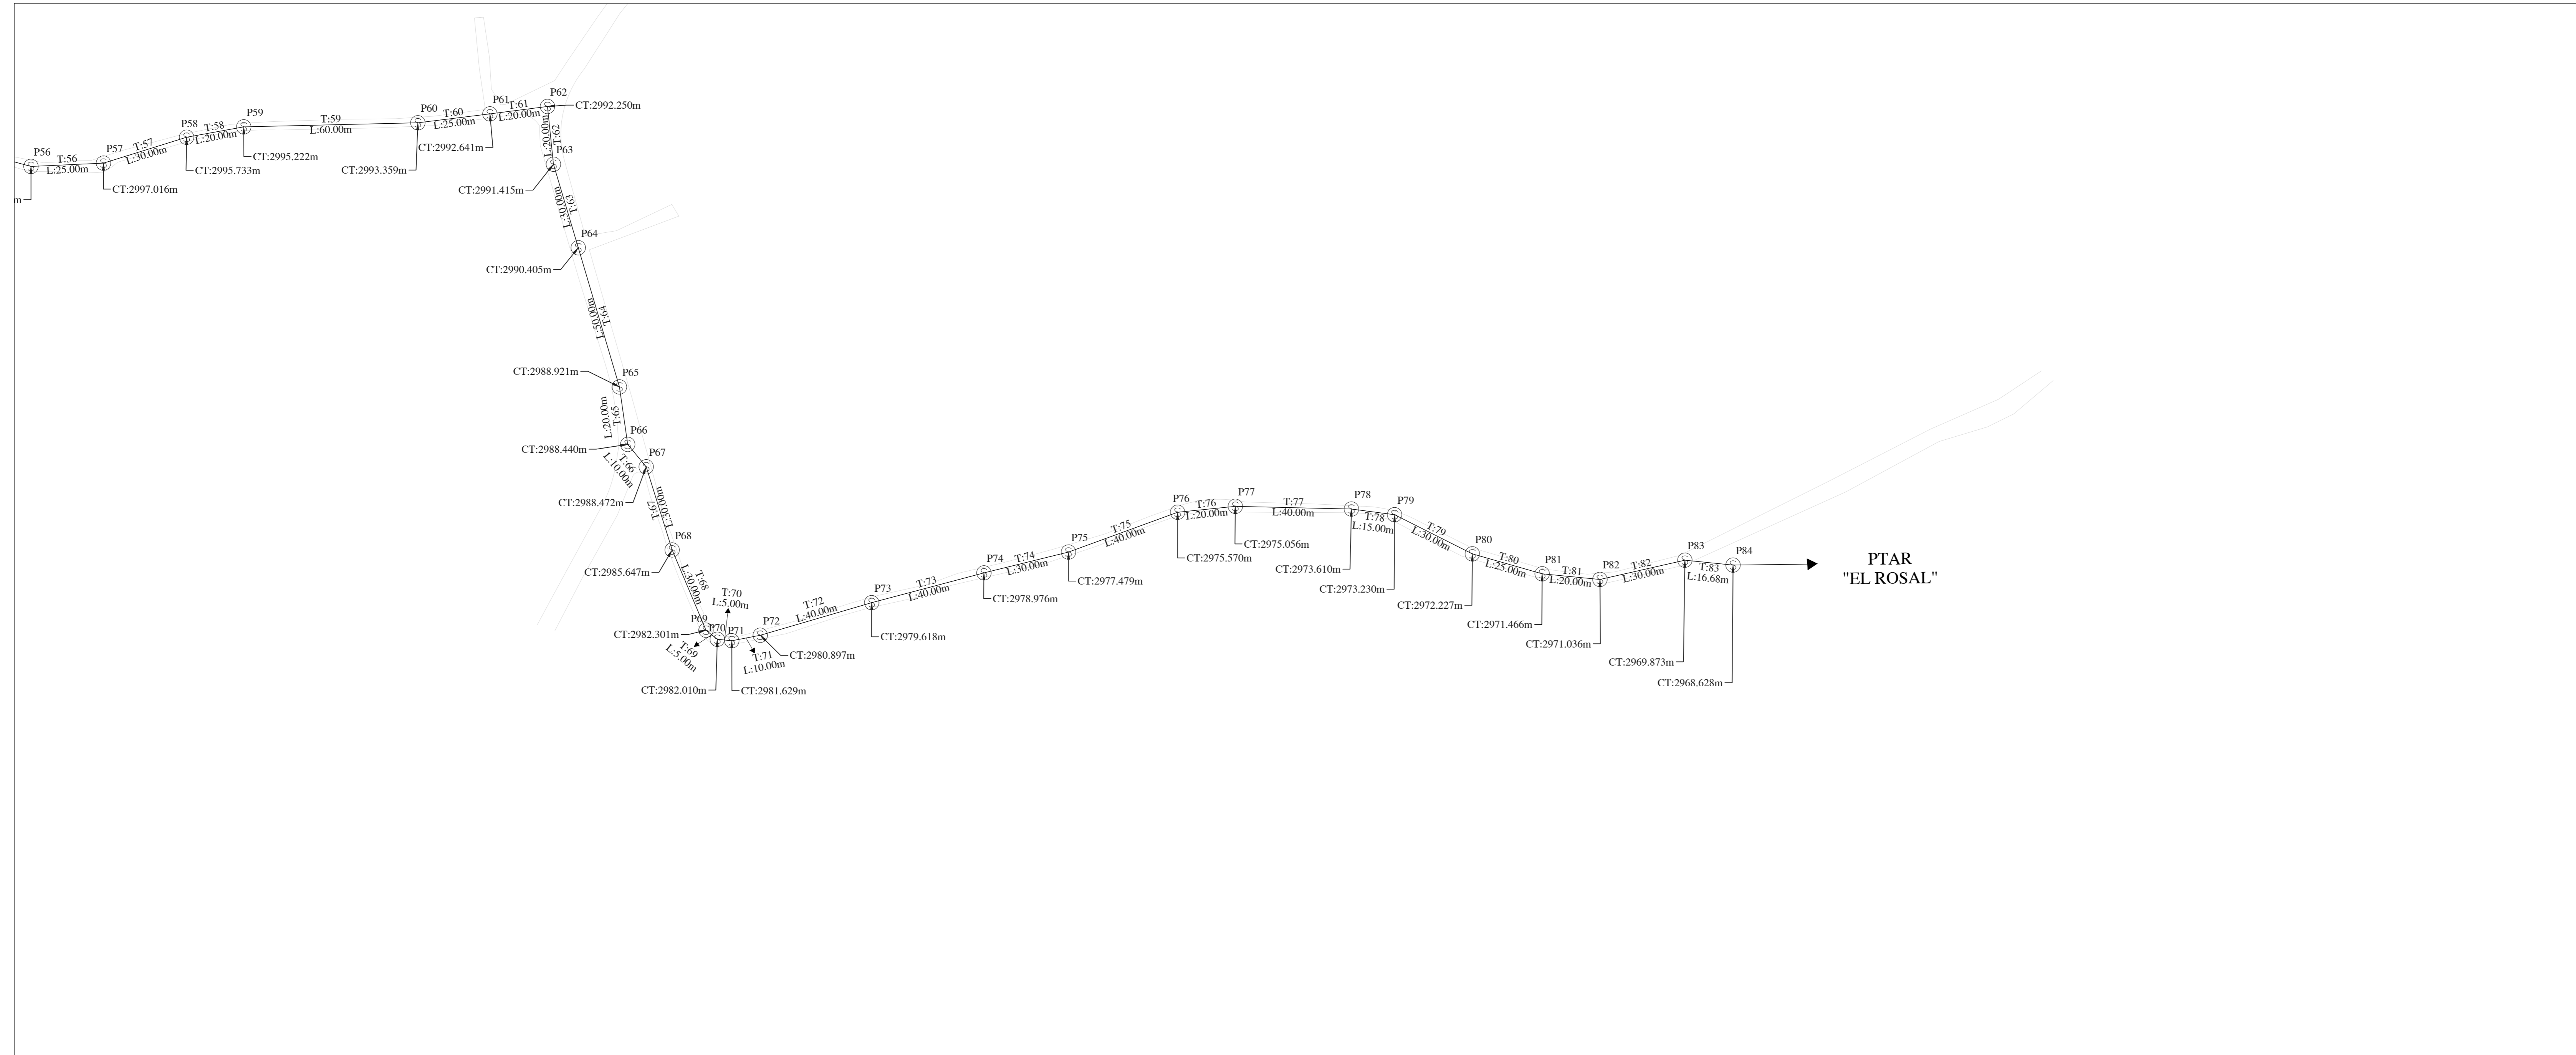 P56
T:56
L:25.00m
m
P57
CT:2997.016m
T:57
L:30.00m
P58
CT:2995.733m
T:58
L:20.00m
P59
CT:2995.222m
T:59
L:60.00m
P60
CT:2993.359m
T:60
L:25.00m
P61
CT:2992.641m
T:61
L:20.00m
P62
CT:2992.250m
T:62
L:20.00m
P63
CT:2991.415m
T:63
L:30.00m
P64
CT:2990.405m
T:64
L:50.00m
P65
CT:2988.921m
T:65
L:20.00m
P66
CT:2988.440m
T:66
L:10.00m
P67
CT:2988.472m
T:67
L:30.00m
P68
CT:2985.647m
T:68
L:30.00m
P69
CT:2982.301m
T:69
L:5.00m
P70
CT:2982.010m
T:70
L:5.00m
P71
CT:2981.629m
T:71
L:10.00m
P72
CT:2980.897m
T:72
L:40.00m
P73
CT:2979.618m
T:73
L:40.00m
P74
CT:2978.976m
T:74
L:30.00m
P75
CT:2977.479m
T:75
L:40.00m
P76
CT:2975.570m
T:76
L:20.00m
P77
CT:2975.056m
T:77
L:40.00m
P78
CT:2973.610m
T:78
L:15.00m
P79
CT:2973.230m
T:79
L:30.00m
P80
CT:2972.227m
T:80
L:25.00m
P81
CT:2971.466m
T:81
L:20.00m
P82
CT:2971.036m
T:82
L:30.00m
P83
CT:2969.873m
T:83
L:16.68m
P84
CT:2968.628m
PTAR
"EL ROSAL"